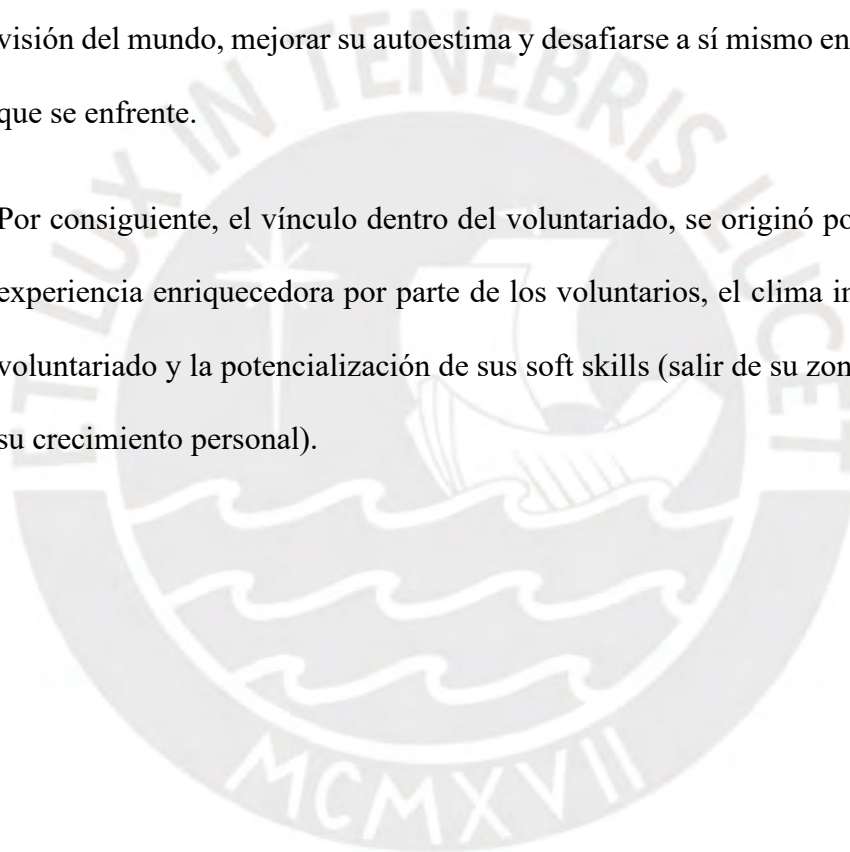 visión del mundo, mejorar su autoestima y desafiarse a sí mismo en
que se enfrente.
Por consiguiente, el vínculo dentro del voluntariado, se originó po
experiencia enriquecedora por parte de los voluntarios, el clima in
voluntariado y la potencialización de sus soft skills (salir de su zon
su crecimiento personal).
ET LUX IN TENEBRIS LUCET
MCMXVII